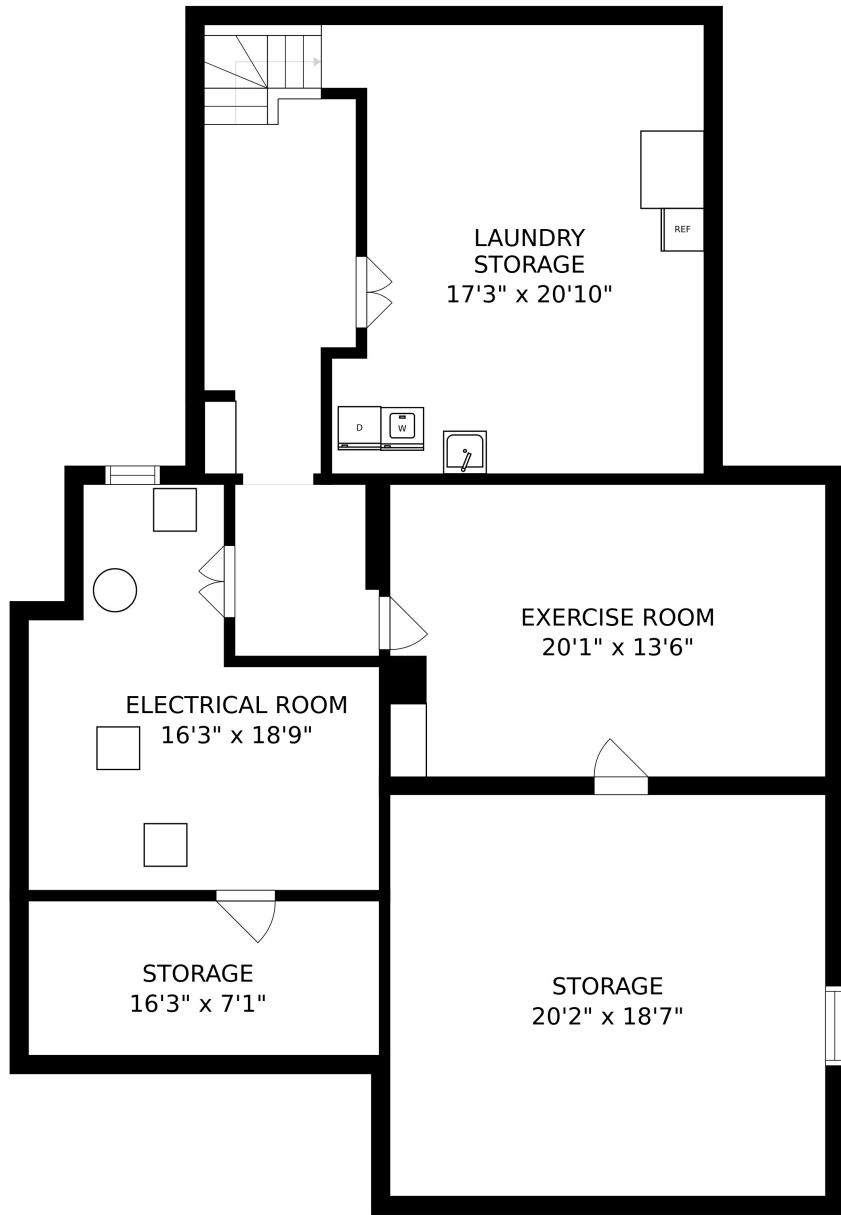 REF
LAUNDRY
STORAGE
17'3" x 20'10"
D
W
EXERCISE ROOM
20'1" x 13'6"
ELECTRICAL ROOM
16'3" x 18'9"
STORAGE
16'3" x 7'1"
STORAGE
20'2" x 18'7"